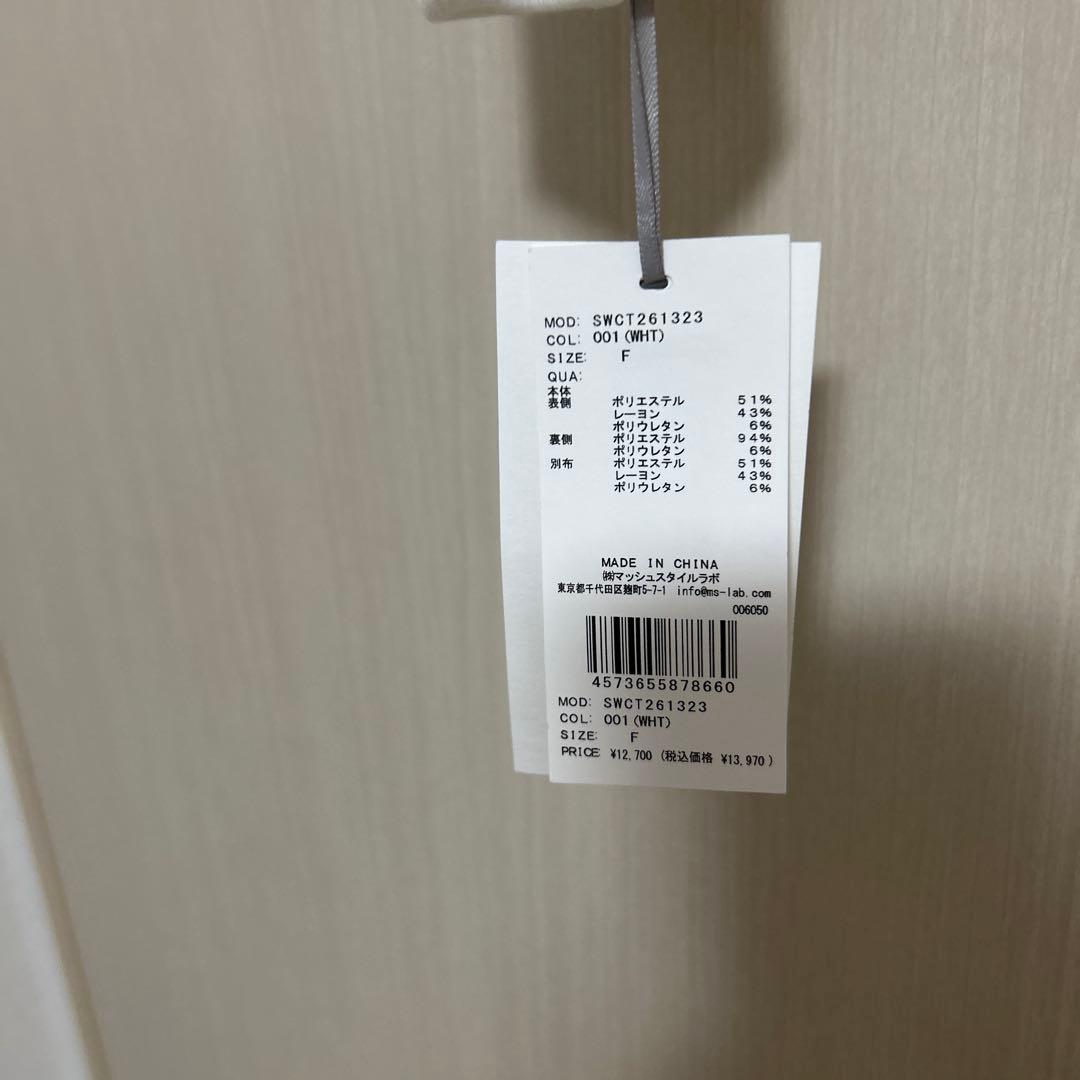 MOD: SWCT261323
COL: 001(WHT)
SIZE: F
QUA:
本体
表側 ポリエステル 51%
レーヨン 43%
ポリウレタン 6%
裏側 ポリエステル 94%
ポリウレタン 6%
別布 ポリエステル 51%
レーヨン 43%
ポリウレタン 6%
MADE IN CHINA
㈱マッシュスタイルラボ
東京都千代田区麹町5-7-1 info@ms-lab.com
006050
4573655878660
MOD: SWCT261323
COL: 001(WHT)
SIZE: F
PRICE: ¥12,700 (税込価格 ¥13,970)